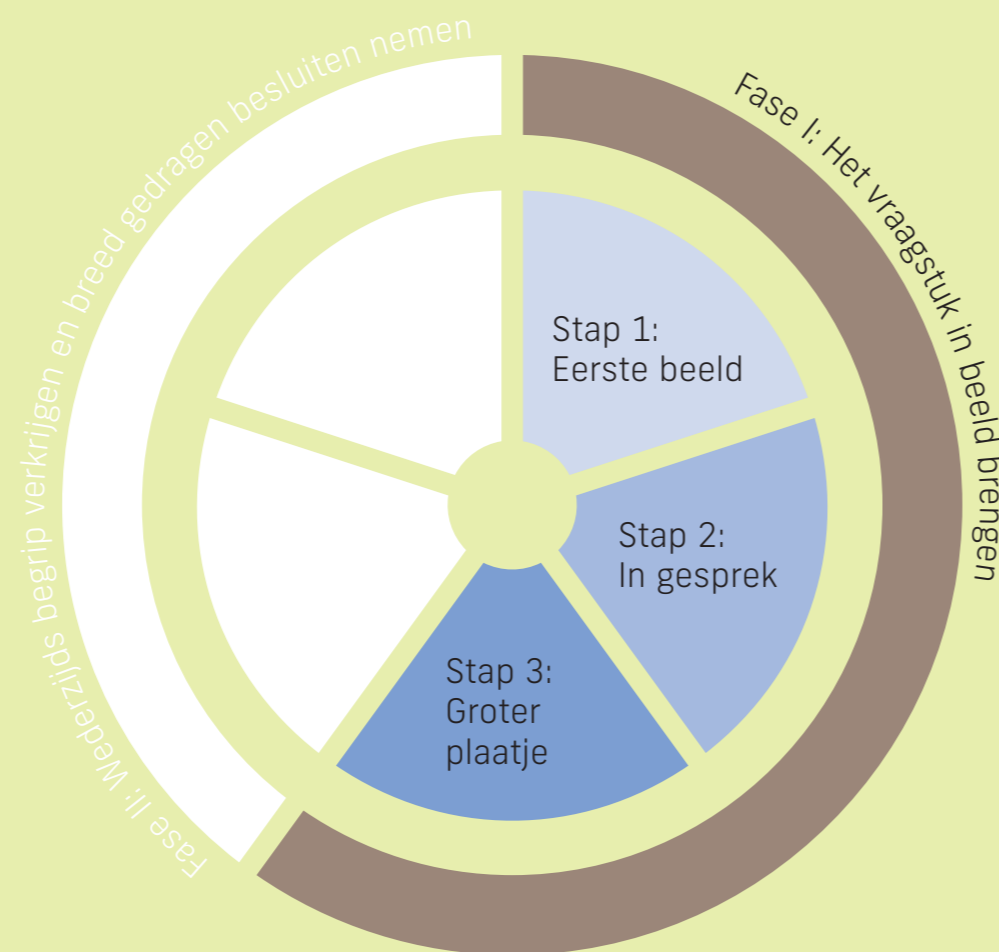 Fase I: Het vraagstuk in beeld brengen
Stap 1:
Eerste beeld
Stap 2:
In gesprek
Stap 3:
Groter
plaatje
Fase II: Wederzijds begrip verkrijgen en breed gedragen besluiten nemen